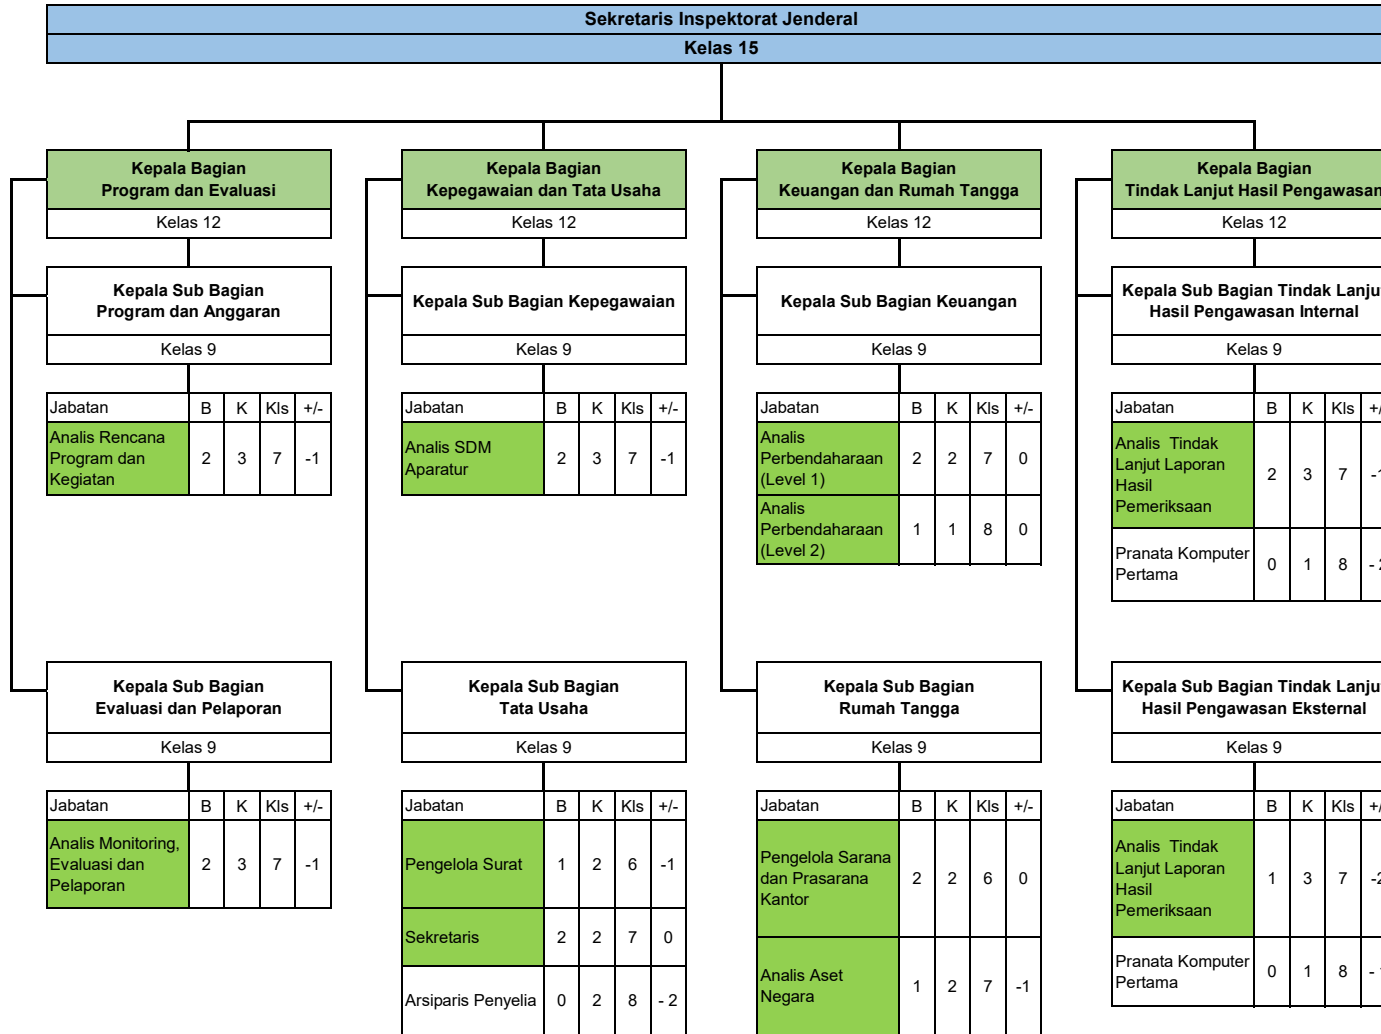 Sekretaris Inspektorat Jenderal
Kelas 15
Kepala Bagian
Program dan Evaluasi
Kelas 12
Kepala Sub Bagian
Program dan Anggaran
Kelas 9
Jabatan B K Kls +/-
Analis Rencana
Program dan
Kegiatan
2 3 7 -1
Kepala Sub Bagian
Evaluasi dan Pelaporan
Kelas 9
Jabatan B K Kls +/-
Analis Monitoring,
Evaluasi dan
Pelaporan
2 3 7 -1
Kepala Bagian
Kepegawaian dan Tata Usaha
Kelas 12
Kepala Sub Bagian Kepegawaian
Kelas 9
Jabatan B K Kls +/-
Analis SDM
Aparatur
2 3 7 -1
Kepala Sub Bagian
Tata Usaha
Kelas 9
Jabatan B K Kls +/-
Pengelola Surat 1 2 6 -1
Sekretaris 2 2 7 0
Arsiparis Penyelia 0 2 8 - 2
Kepala Bagian
Keuangan dan Rumah Tangga
Kelas 12
Kepala Sub Bagian Keuangan
Kelas 9
Jabatan B K Kls +/-
Analis
Perbendaharaan
(Level 1)
2 2 7 0
Analis
Perbendaharaan
(Level 2)
1 1 8 0
Kepala Sub Bagian
Rumah Tangga
Kelas 9
Jabatan B K Kls +/-
Pengelola Sarana
dan Prasarana
Kantor
2 2 6 0
Analis Aset
Negara
1 2 7 -1
Kepala Bagian
Tindak Lanjut Hasil Pengawasan
Kelas 12
Kepala Sub Bagian Tindak
Hasil Pengawasan Internal
Kelas 9
Jabatan B K Kls
Analis Tindak
Lanjut Laporan
Hasil
Pemeriksaan
2 3 7
Pranata Komputer
Pertama
0 1 8
Kepala Sub Bagian Tindak
Hasil Pengawasan Eksternal
Kelas 9
Jabatan B K Kls
Analis Tindak
Lanjut Laporan
Hasil
Pemeriksaan
1 3 7
Pranata Komputer
Pertama
0 1 8